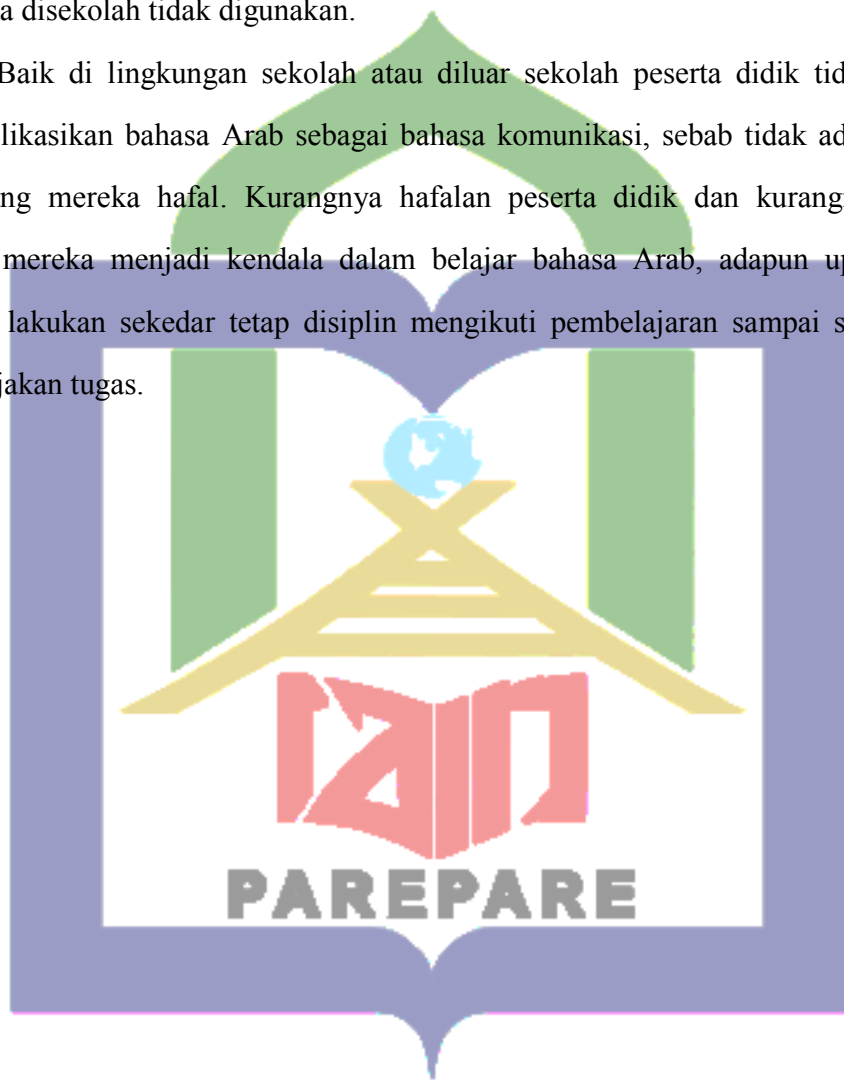 a disekolah tidak digunakan.
Baik di lingkungan sekolah atau diluar sekolah peserta didik tid
likasikan bahasa Arab sebagai bahasa komunikasi, sebab tidak ad
ng mereka hafal. Kurangnya hafalan peserta didik dan kurang
mereka menjadi kendala dalam belajar bahasa Arab, adapun up
lakukan sekedar tetap disiplin mengikuti pembelajaran sampai s
jakan tugas.
iain
PAREPARE